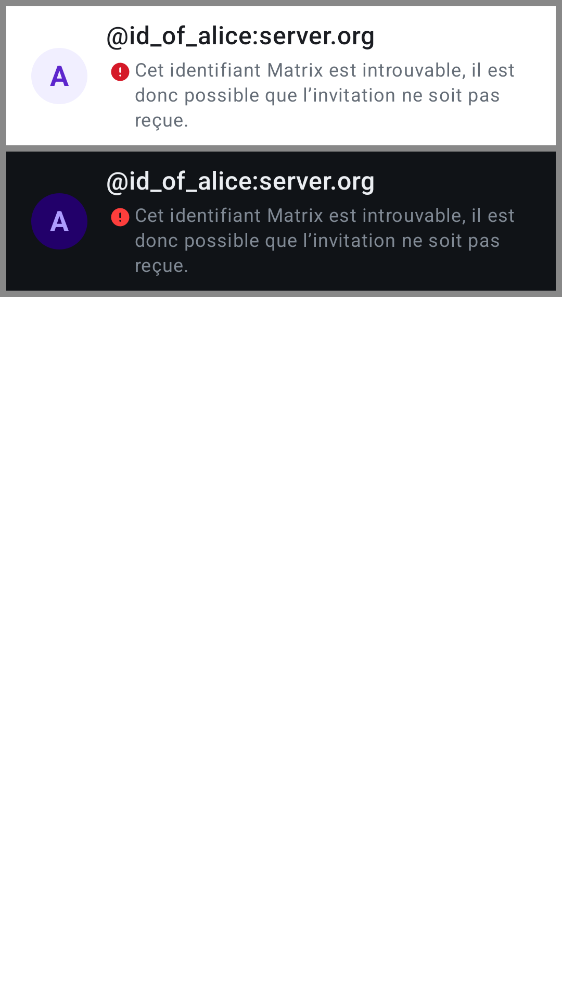 @id_of_alice:server.org
A
Cet identifiant Matrix est introuvable, il est
donc possible que l’invitation ne soit pas
reçue.
@id_of_alice:server.org
A
Cet identifiant Matrix est introuvable, il est
donc possible que l’invitation ne soit pas
reçue.